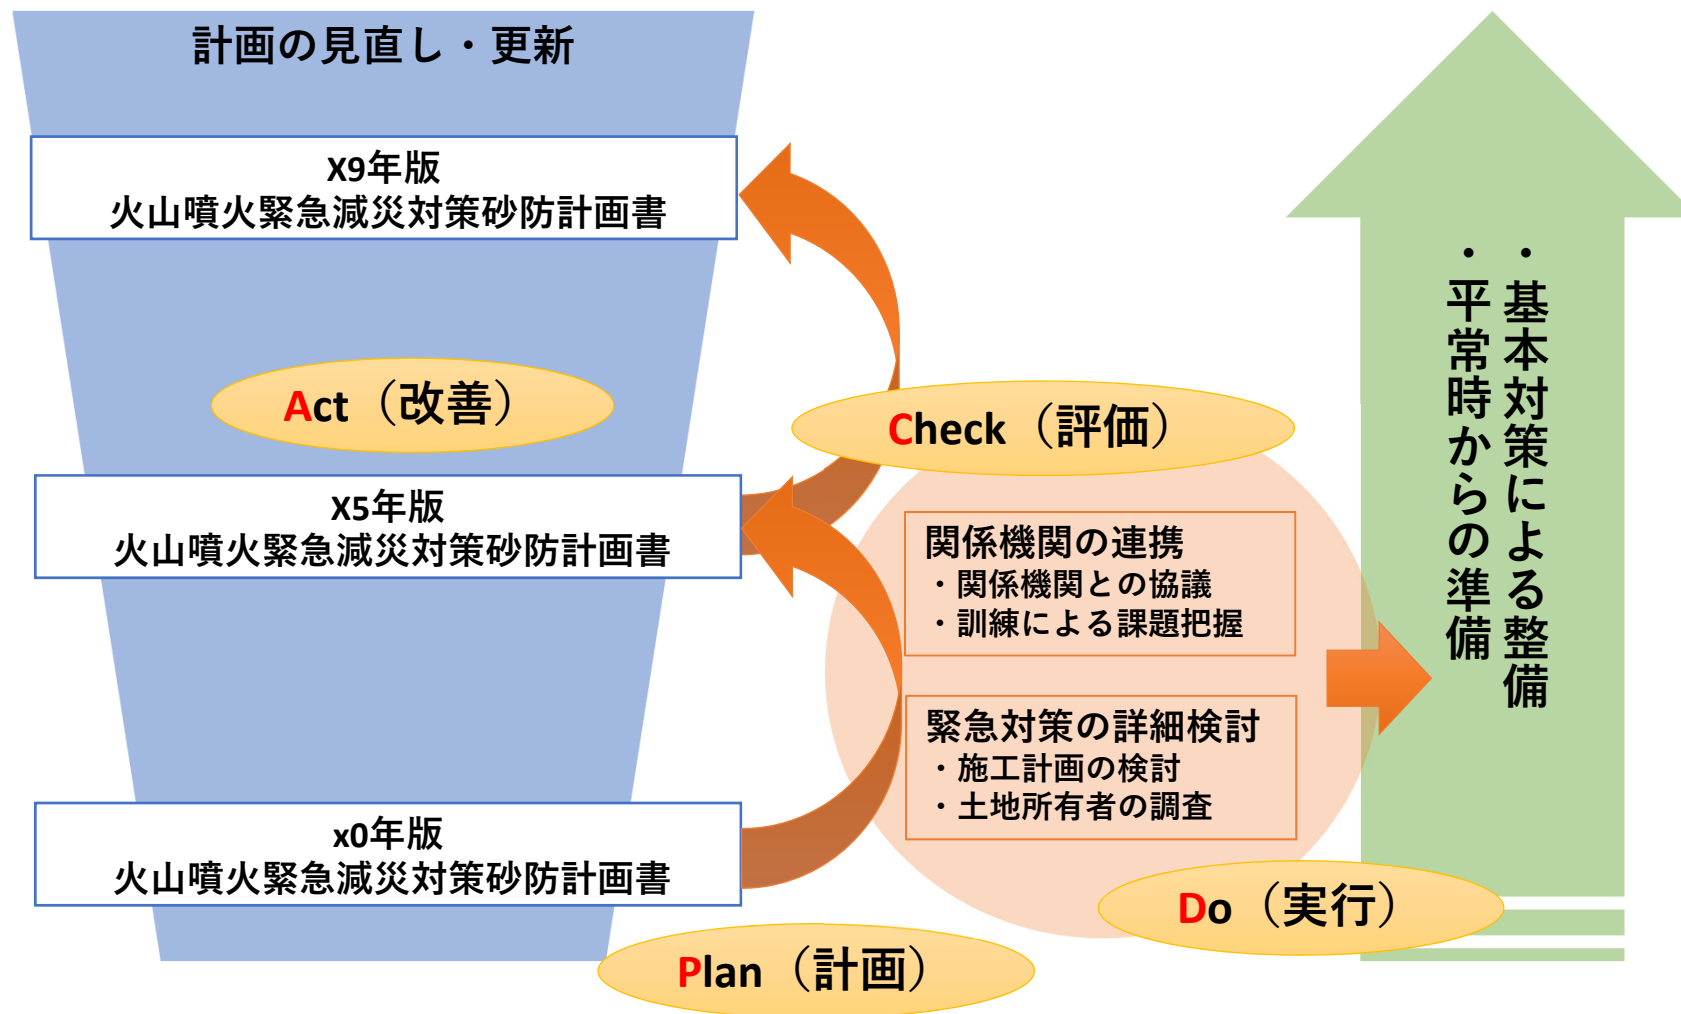 計画の見直し・更新
X9年版
火山噴火緊急減災対策砂防計画書
Act（改善）
Check（評価）
X5年版
火山噴火緊急減災対策砂防計画書
関係機関の連携
・関係機関との協議
・訓練による課題把握
緊急対策の詳細検討
・施工計画の検討
・土地所有者の調査
x0年版
火山噴火緊急減災対策砂防計画書
Do（実行）
Plan（計画）
・基本対策による整備
・平常時からの準備